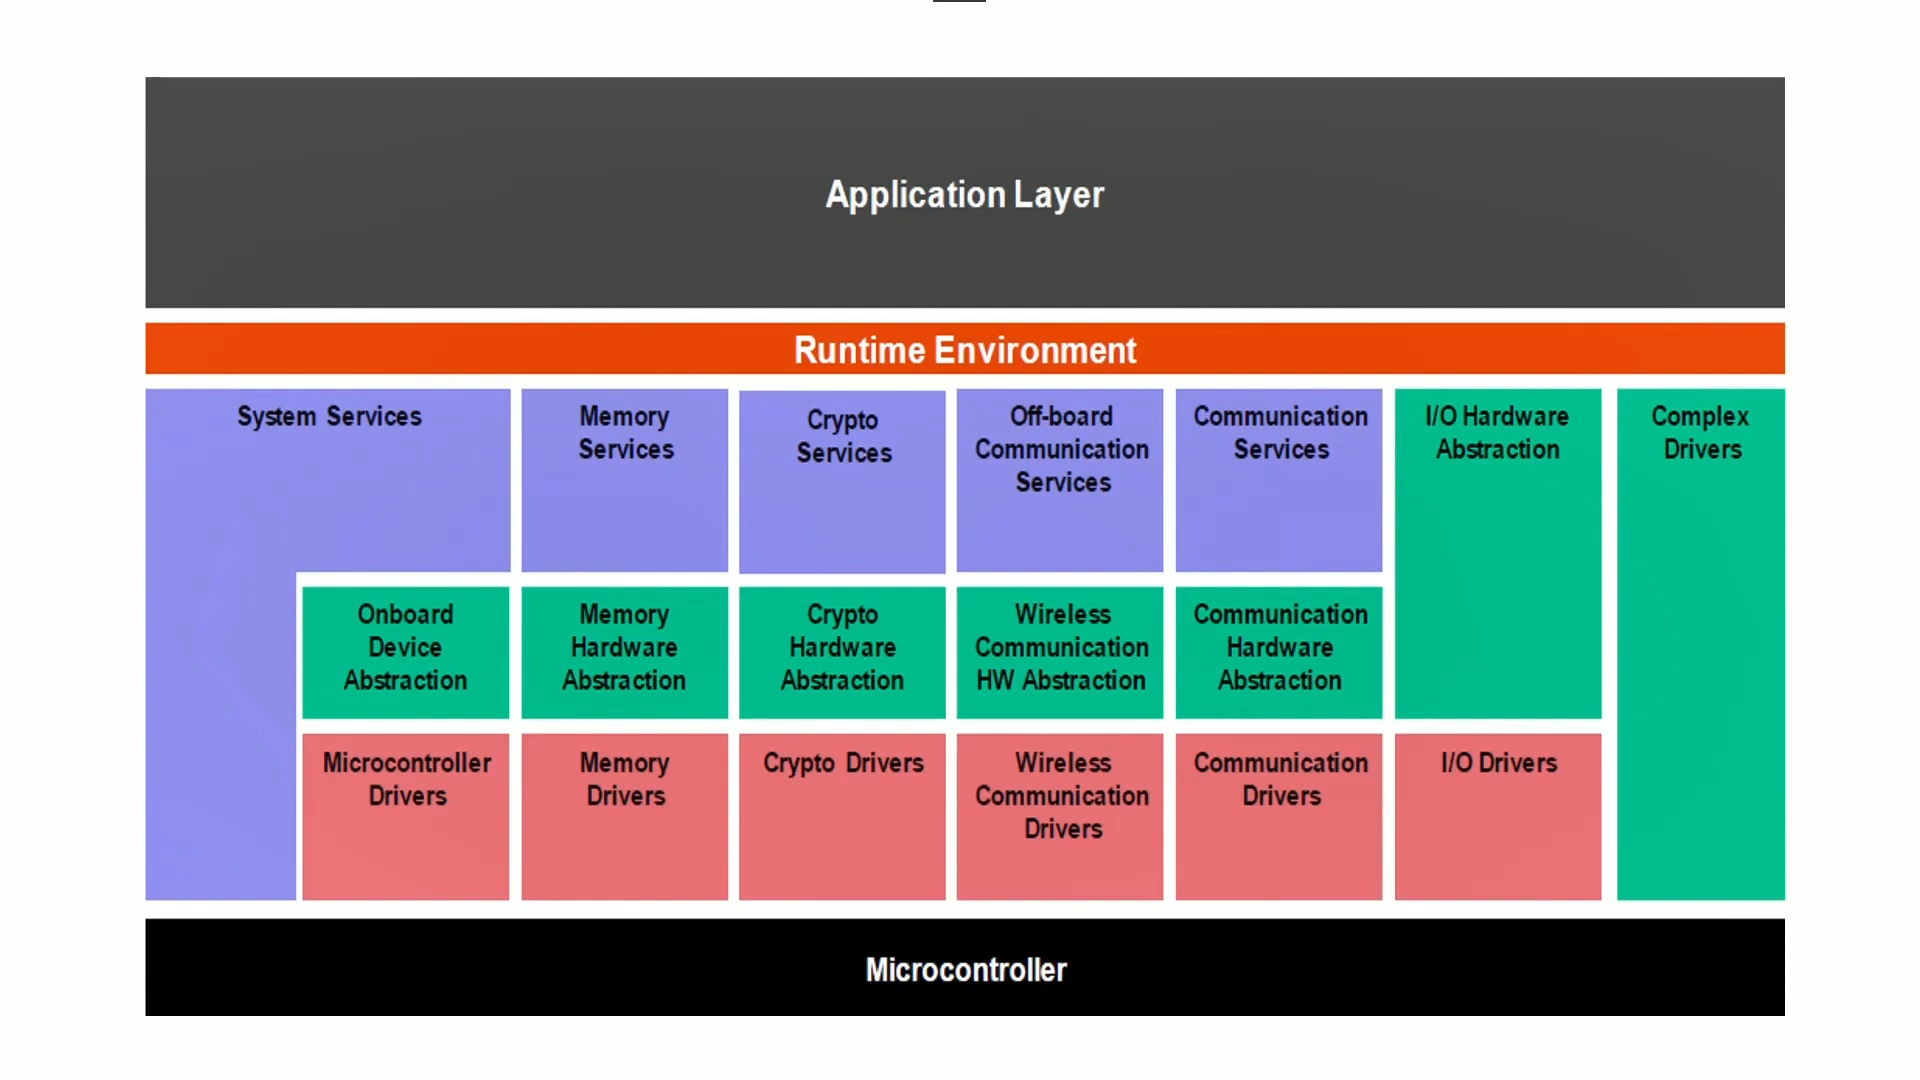 Application Layer
Runtime Environment
System Services
Memory
Services
Crypto
Services
Off-board
Communication
Services
Communication
Services
I/O Hardware
Abstraction
Complex
Drivers
Onboard
Device
Abstraction
Memory
Hardware
Abstraction
Crypto
Hardware
Abstraction
Wireless
Communication
HW Abstraction
Communication
Hardware
Abstraction
Microcontroller
Drivers
Memory
Drivers
Crypto Drivers
Wireless
Communication
Drivers
Communication
Drivers
I/O Drivers
Microcontroller